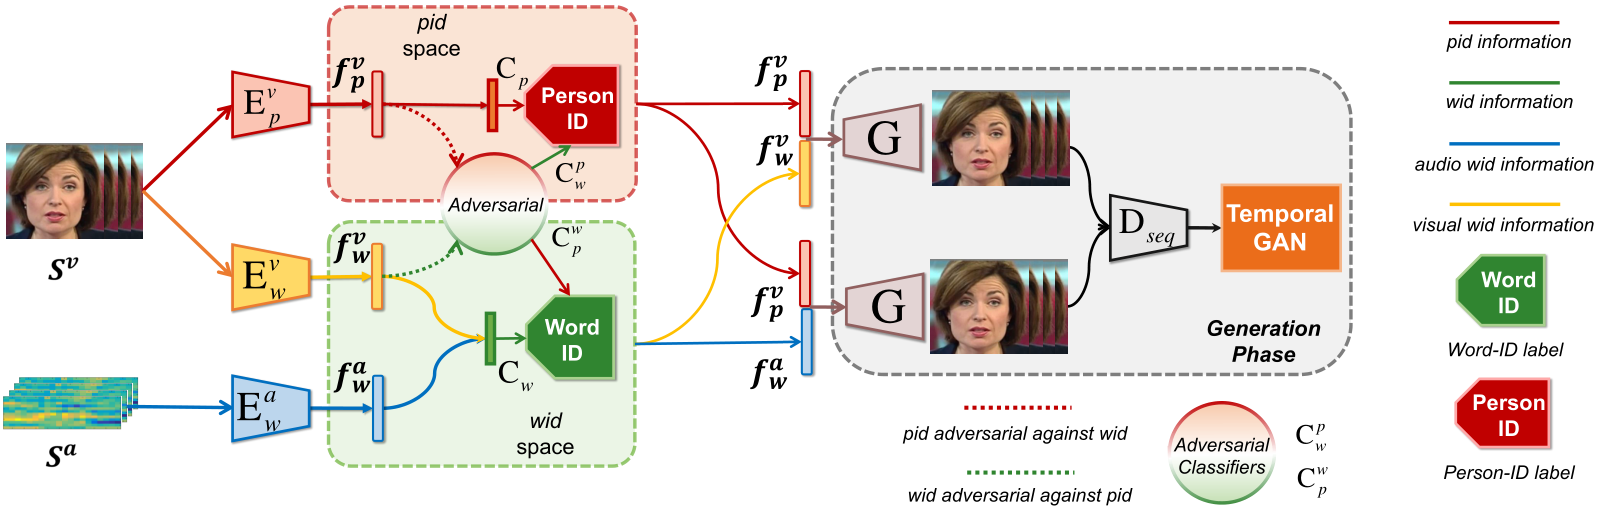 pid
space
f_p^v
C_p
Person
ID
E_p^v
C_w^p
Adversarial
S^v
E_w^v
f_w^v
C_p^w
Word
ID
C_w
E_w^a
f_w^a
S^a
wid
space
f_p^v
f_w^v
G
f_p^v
f_w^a
G
D_seq
Temporal
GAN
Generation
Phase
pid adversarial against wid
wid adversarial against pid
Adversarial
Classifiers
C_w^p
C_p^w
pid information
wid information
audio wid information
visual wid information
Word
ID
Word-ID label
Person
ID
Person-ID label